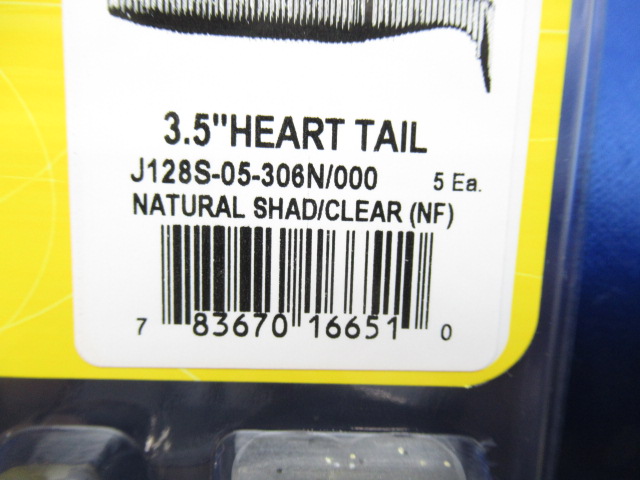 3.5"HEART TAIL
J128S-05-306N/000 5 Ea.
NATURAL SHAD/CLEAR (NF)
7 83670 16651 0